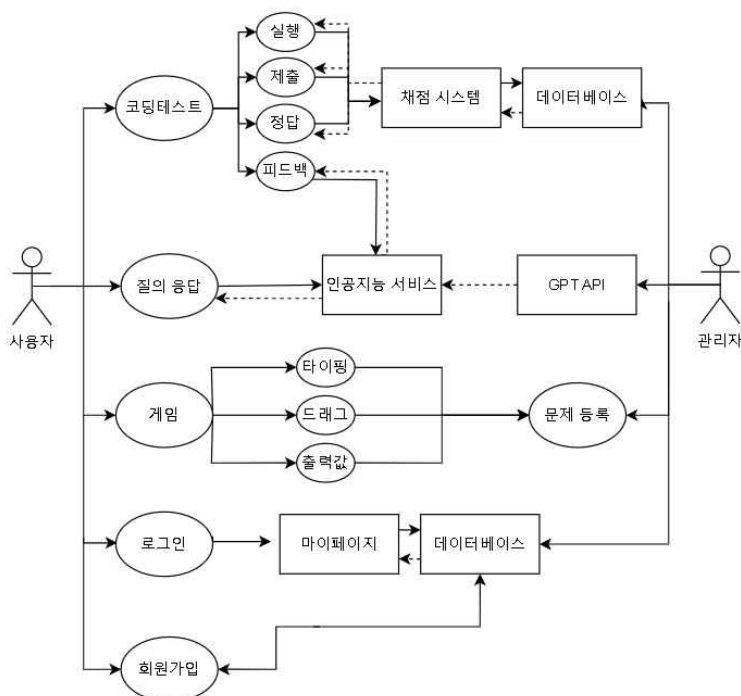 실행
제출
코딩테스트
채점 시스템
데이터베이스
정답
피드백
사용자
질의 응답
인공지능 서비스
GPT API
관리자
타이핑
게임
드래그
문제 등록
출력값
로그인
마이페이지
데이터베이스
회원가입